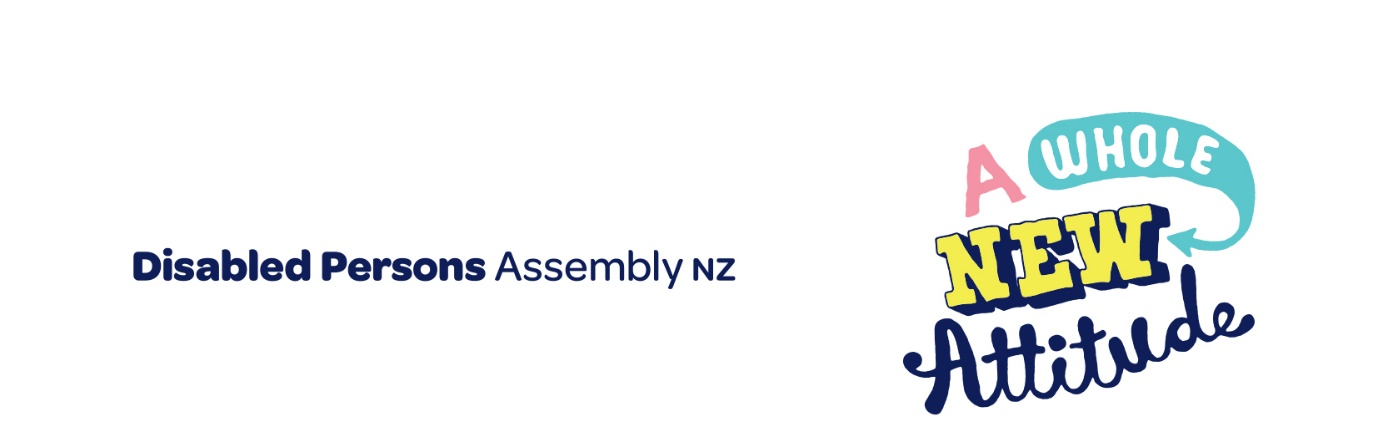 Disabled Persons Assembly NZ
A WHOLE
NEW
Attitude